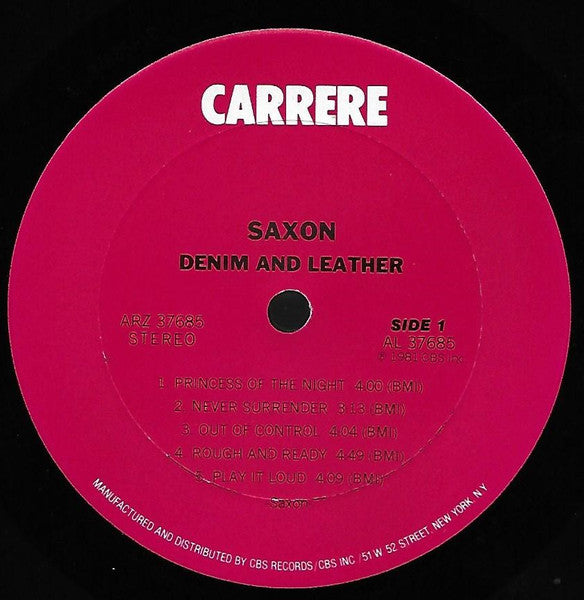 CARRERE
SAXON
DENIM AND LEATHER
ARZ 37685
STEREO
SIDE 1
AL 37685
℗ 1981 CBS Inc
1 PRINCESS OF THE NIGHT 4:00 (BMI)
2. NEVER SURRENDER 3:13 (BMI)
3. OUT OF CONTROL 4:04 (BMI)
4 ROUGH AND READY 4:49 (BMI)
5. PLAY IT LOUD 4:09 (BMI)
-Saxon-
MANUFACTURED AND DISTRIBUTED BY CBS RECORDS / CBS INC / 51 W 52 STREET, NEW YORK, N Y